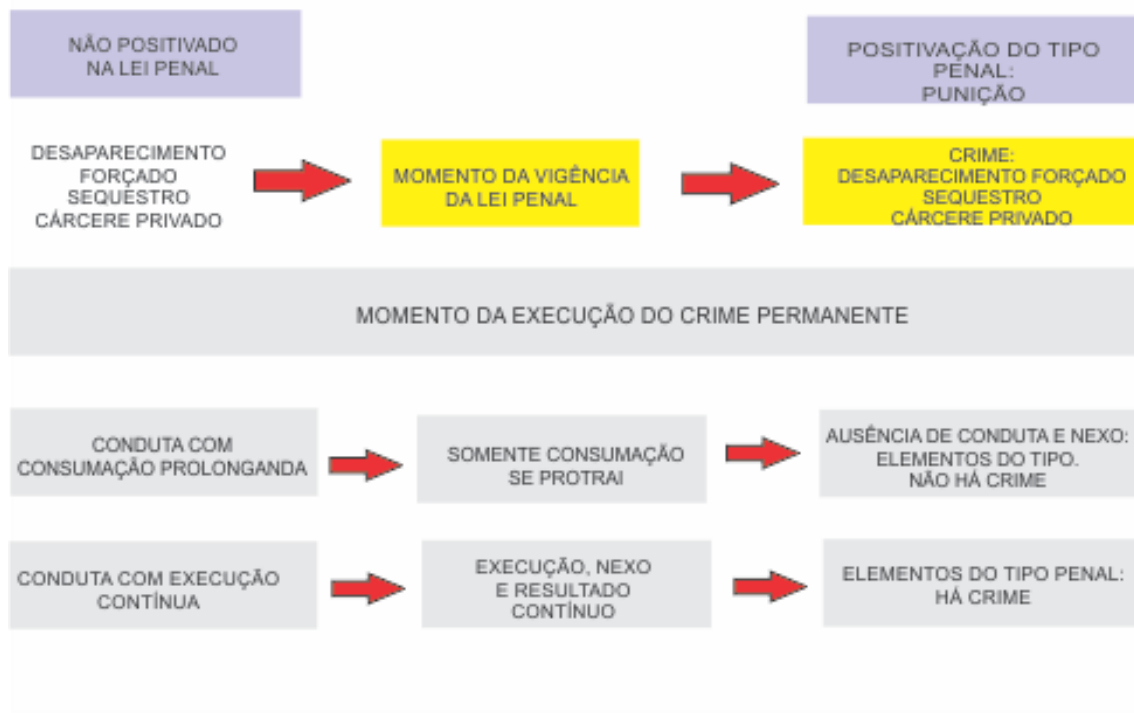 NÃO POSITIVADO
NA LEI PENAL
POSITIVAÇÃO DO TIPO
PENAL:
PUNIÇÃO
DESAPARECIMENTO
FORÇADO
SEQUESTRO
CÁRCERE PRIVADO
MOMENTO DA VIGÊNCIA
DA LEI PENAL
CRIME:
DESAPARECIMENTO FORÇADO
SEQUESTRO
CÁRCERE PRIVADO
MOMENTO DA EXECUÇÃO DO CRIME PERMANENTE
CONDUTA COM
CONSUMAÇÃO PROLONGANDA
SOMENTE CONSUMAÇÃO
SE PROTRAI
AUSÊNCIA DE CONDUTA E NEXO:
ELEMENTOS DO TIPO.
NÃO HÁ CRIME
CONDUTA COM EXECUÇÃO
CONTÍNUA
EXECUÇÃO, NEXO
E RESULTADO
CONTÍNUO
ELEMENTOS DO TIPO PENAL:
HÁ CRIME